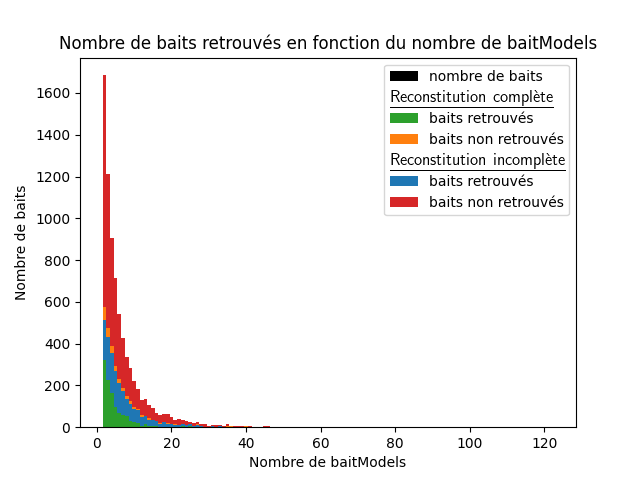 Nombre de baits retrouvés en fonction du nombre de baitModels
nombre de baits
Reconstitution complète
baits retrouvés
baits non retrouvés
Reconstitution incomplète
baits retrouvés
baits non retrouvés
Nombre de baits
1600
1400
1200
1000
800
600
400
200
0
0 20 40 60 80 100 120
Nombre de baitModels